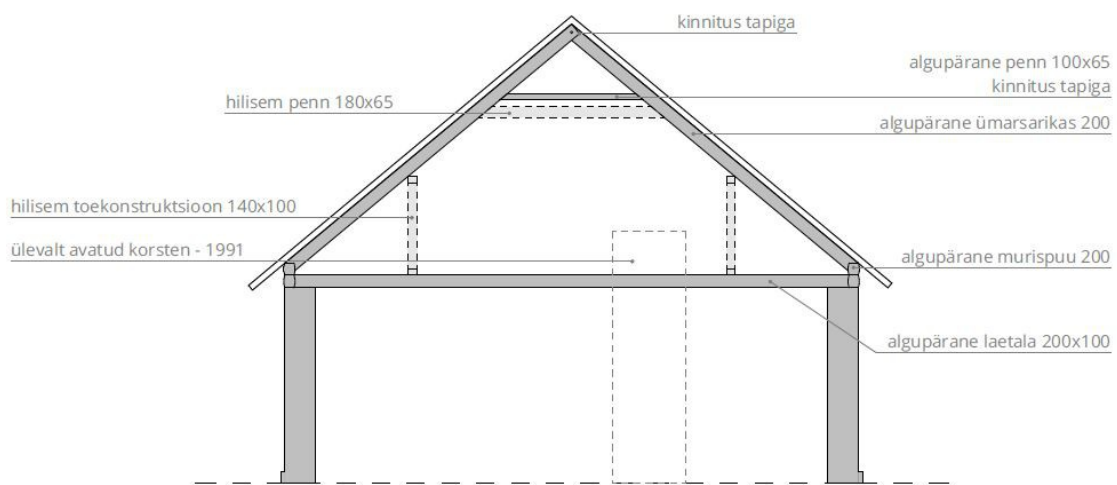 kinnitus tapiga
algupärane penn 100x65
kinnitus tapiga
hilisem penn 180x65
algupärane ümarsarikas 200
hilisem toekonstruktsioon 140x100
ülevalt avatud korsten - 1991
algupärane murispuu 200
algupärane laetala 200x100